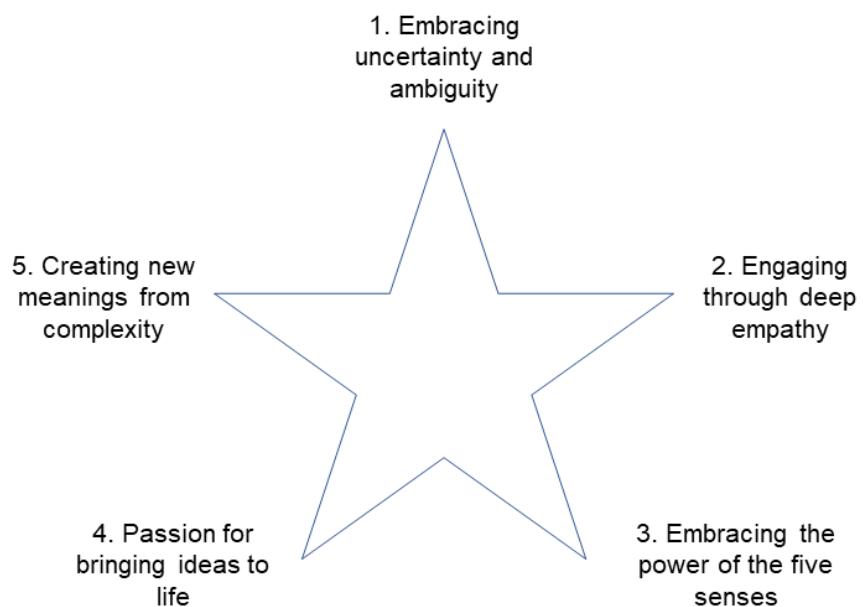 1. Embracing
uncertainty and
ambiguity
2. Engaging
through deep
empathy
3. Embracing the
power of the five
senses
4. Passion for
bringing ideas to
life
5. Creating new
meanings from
complexity